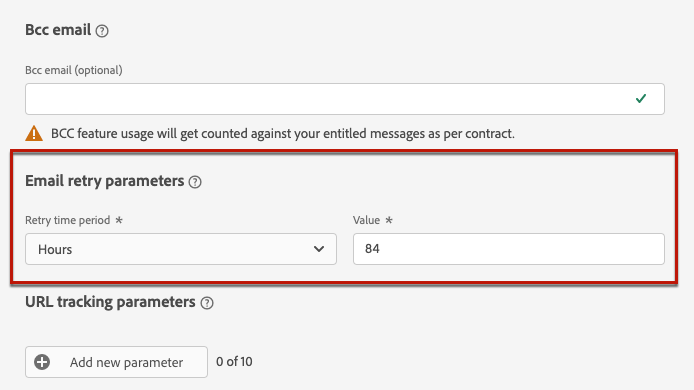 Bcc email
Bcc email (optional)
BCC feature usage will get counted against your entitled messages as per contract.
Email retry parameters
Retry time period * Value *
Hours 84
URL tracking parameters
Add new parameter 0 of 10